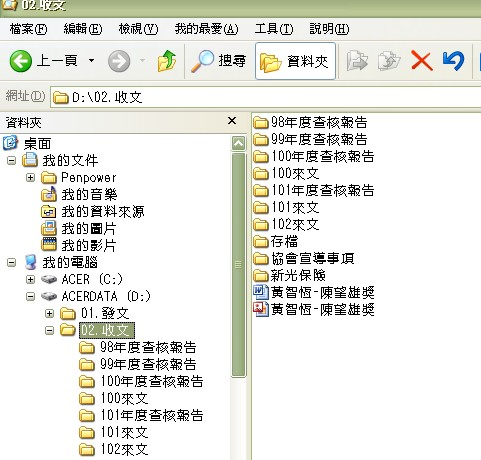 02.收文
檔案(F) 編輯(E) 檢視(V) 我的最愛(A) 工具(T) 說明(H)
上一頁 搜尋 資料夾
網址(D) D:\02.收文
資料夾
桌面
我的文件
Penpower
我的音樂
我的資料來源
我的圖片
我的影片
我的電腦
ACER (C:)
ACERDATA (D:)
01.發文
02.收文
98年度查核報告
99年度查核報告
100年度查核報告
100來文
101年度查核報告
101來文
102來文
98年度查核報告
99年度查核報告
100年度查核報告
100來文
101年度查核報告
101來文
102來文
存檔
協會宣導事項
新光保險
黃智恆-陳望雄獎
黃智恆-陳望雄獎